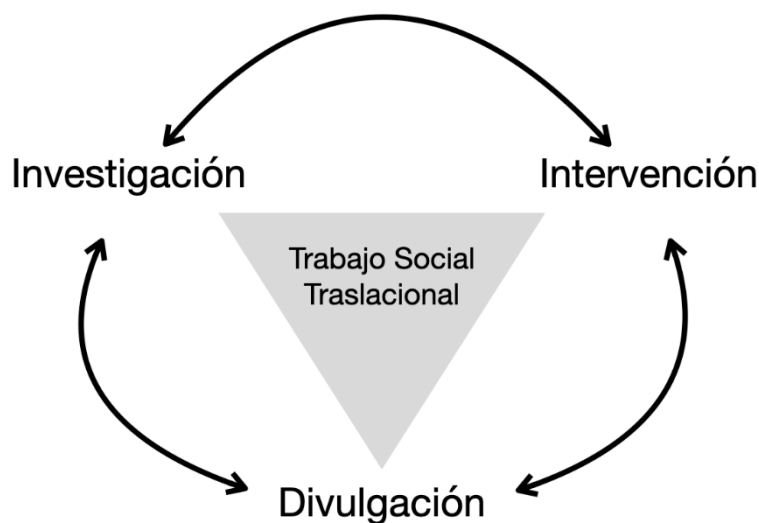 Investigación
Intervención
Trabajo Social
Traslacional
Divulgación